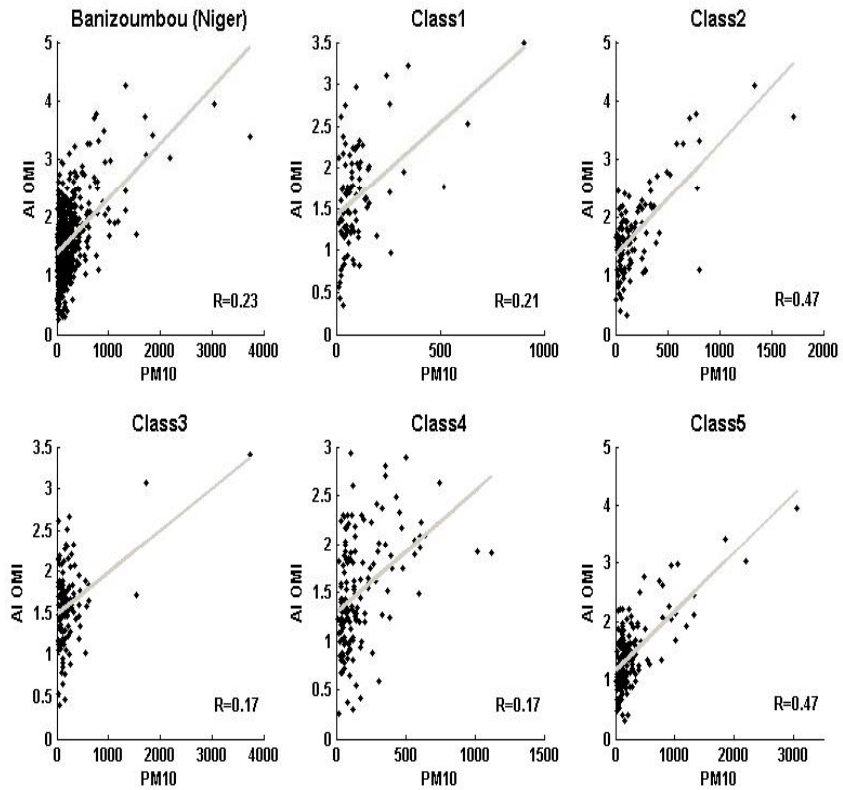 Banizoumbou (Niger)
5
4
3
2
1
0
AI OMI
R=0.23
0 1000 2000 3000 4000
PM10
Class1
3.5
3
2.5
2
1.5
1
0.5
0
AI OMI
R=0.21
0 500 1000
PM10
Class2
5
4
3
2
1
0
AI OMI
R=0.47
0 500 1000 1500 2000
PM10
Class3
3.5
3
2.5
2
1.5
1
0.5
0
AI OMI
R=0.17
0 1000 2000 3000 4000
PM10
Class4
3
2.5
2
1.5
1
0.5
0
AI OMI
R=0.17
0 500 1000 1500
PM10
Class5
5
4
3
2
1
0
AI OMI
R=0.47
0 1000 2000 3000
PM10